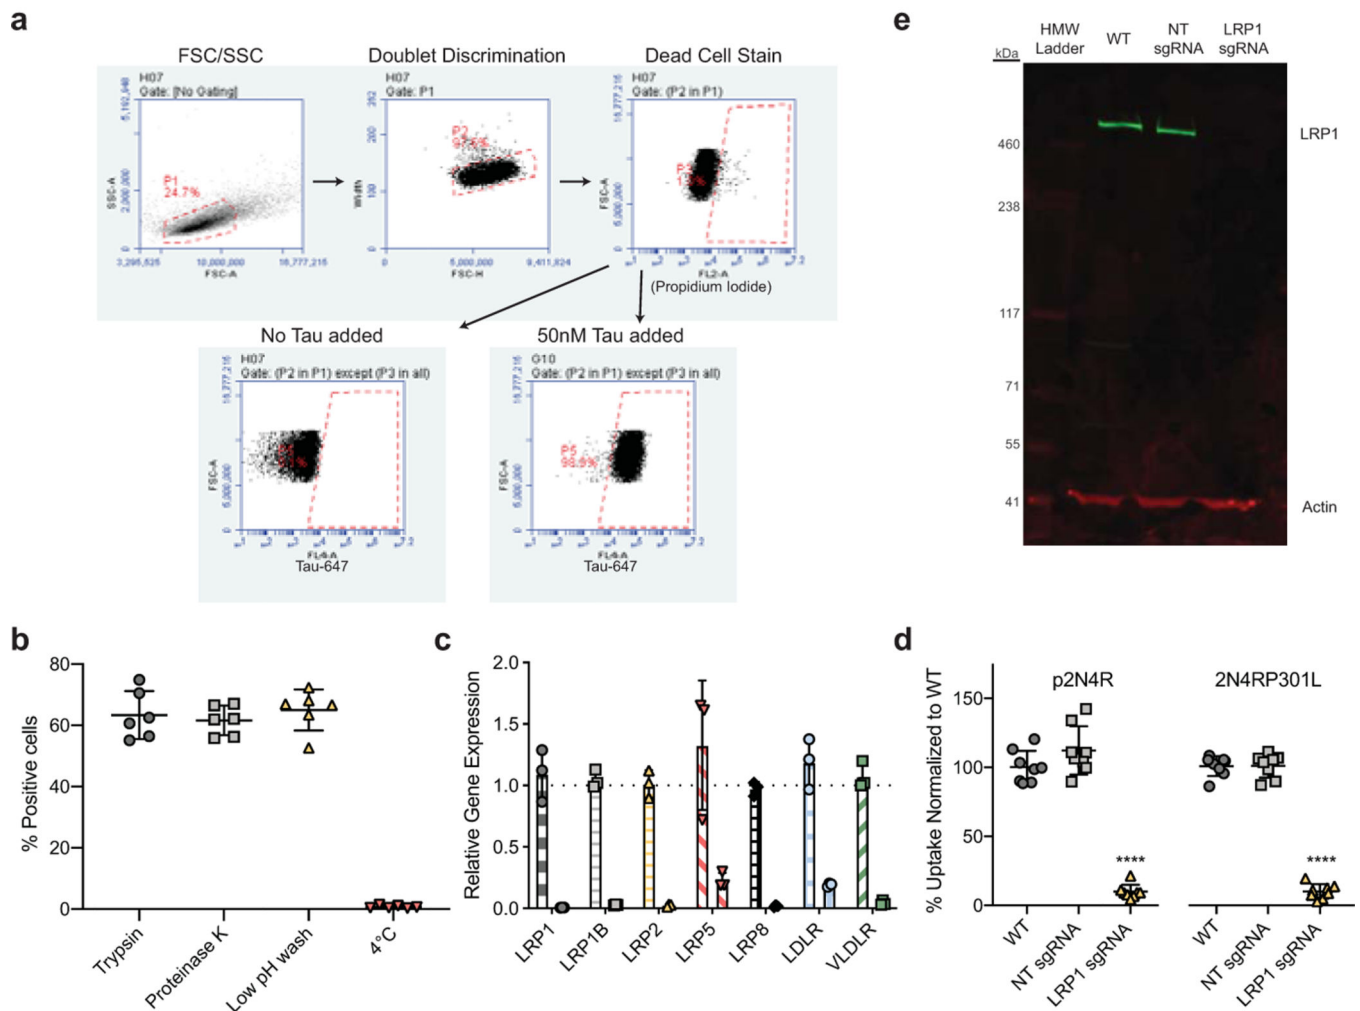 a
FSC/SSC
Doublet Discrimination
Dead Cell Stain
H07
Gate: [No Gating]
H07
Gate: P1
H07
Gate: (P2 in P1)
P1
24.7%
P2
SSC-A
FSC-A
Width
FSC-H
FSC-A
FL2-A
(Propidium Iodide)
No Tau added
50nM Tau added
H07
Gate: (P2 in P1) except (P3 in all)
G10
Gate: (P2 in P1) except (P3 in all)
P5
98.9%
FSC-A
Tau-647
FSC-A
Tau-647
e
HMW
Ladder
WT
NT
sgRNA
LRP1
sgRNA
kDa
LRP1
460
238
117
71
55
41
Actin
b
% Positive cells
80
60
40
20
0
Trypsin
Proteinase K
Low pH wash
4°C
c
Relative Gene Expression
2.0
1.5
1.0
0.5
0.0
LRP1
LRP1B
LRP2
LRP5
LRP8
LDLR
VLDLR
d
% Uptake Normalized to WT
p2N4R
2N4RP301L
150
100
50
0
****
****
WT
NT sgRNA
LRP1 sgRNA
WT
NT sgRNA
LRP1 sgRNA